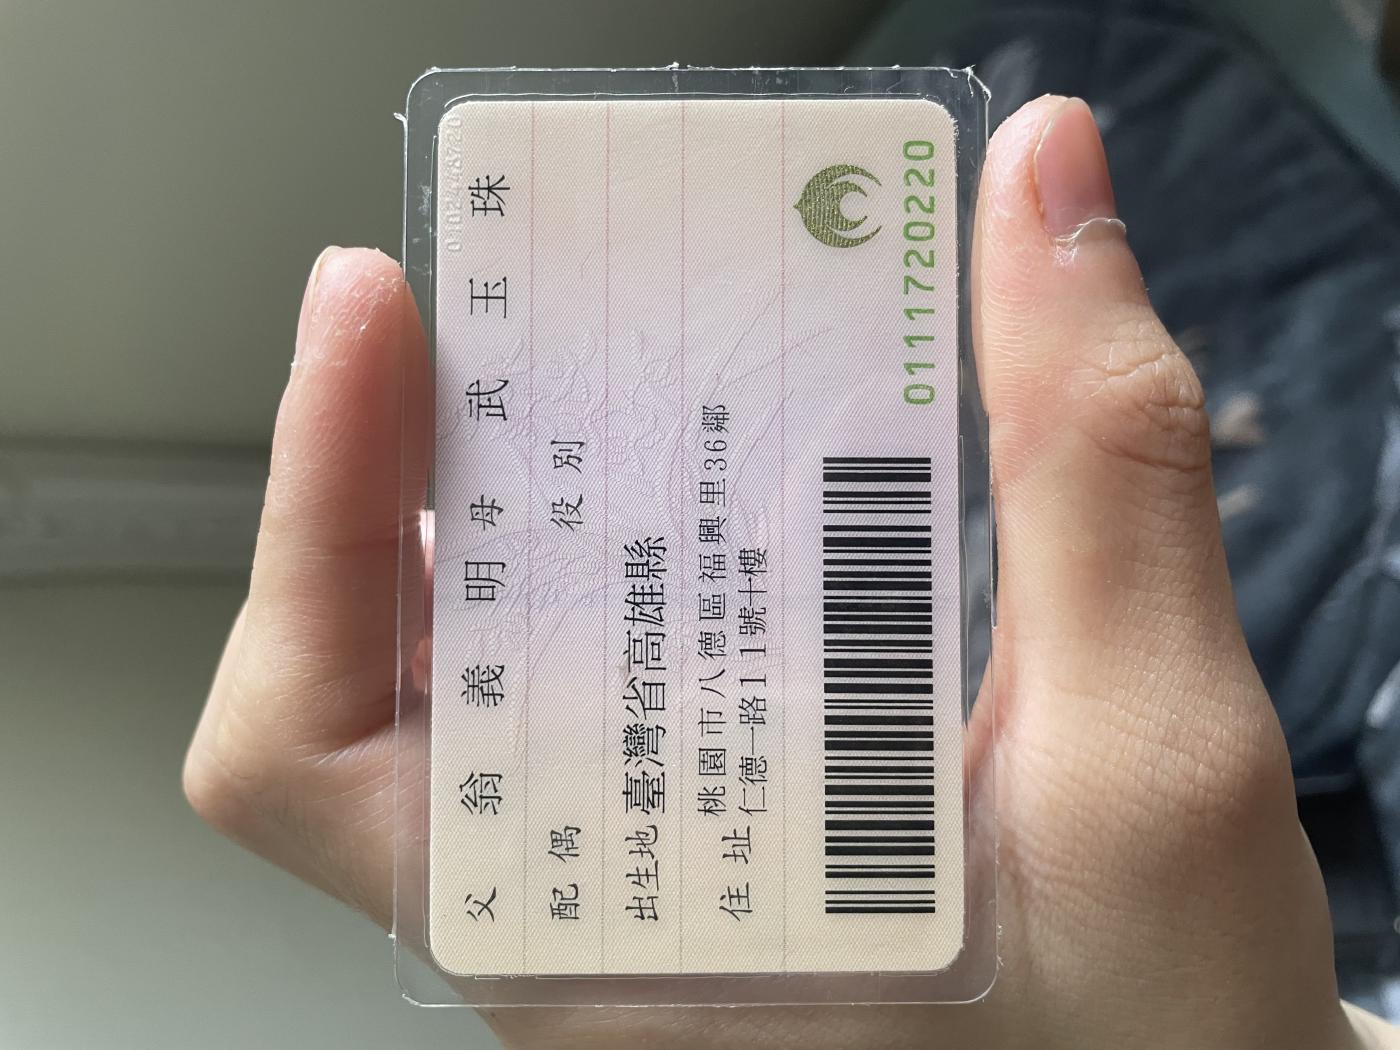 父 翁 義 明 母 武 玉 珠
配偶 役別
出生地 臺灣省高雄縣
住址 桃園市八德區福興里36鄰
仁德一路11號十樓
0111720220